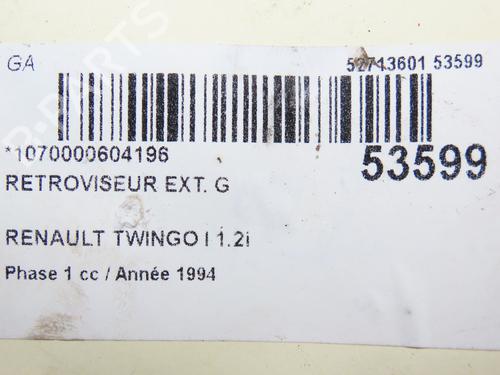 GA
52713601 53599
*1070000604196
53599
RETROVISEUR EXT. G
RENAULT TWINGO I 1.2i
Phase 1 cc / Année 1994